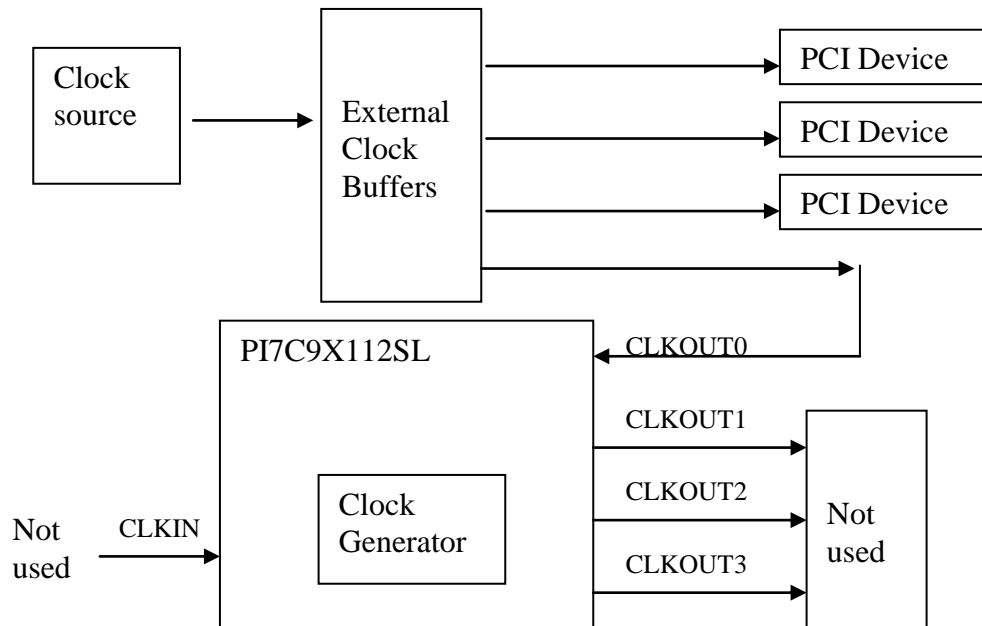 Clock
source
External
Clock
Buffers
PCI Device
PCI Device
PCI Device
PI7C9X112SL
CLKOUT0
CLKOUT1
CLKOUT2
CLKOUT3
Clock
Generator
Not
used
CLKIN
Not
used